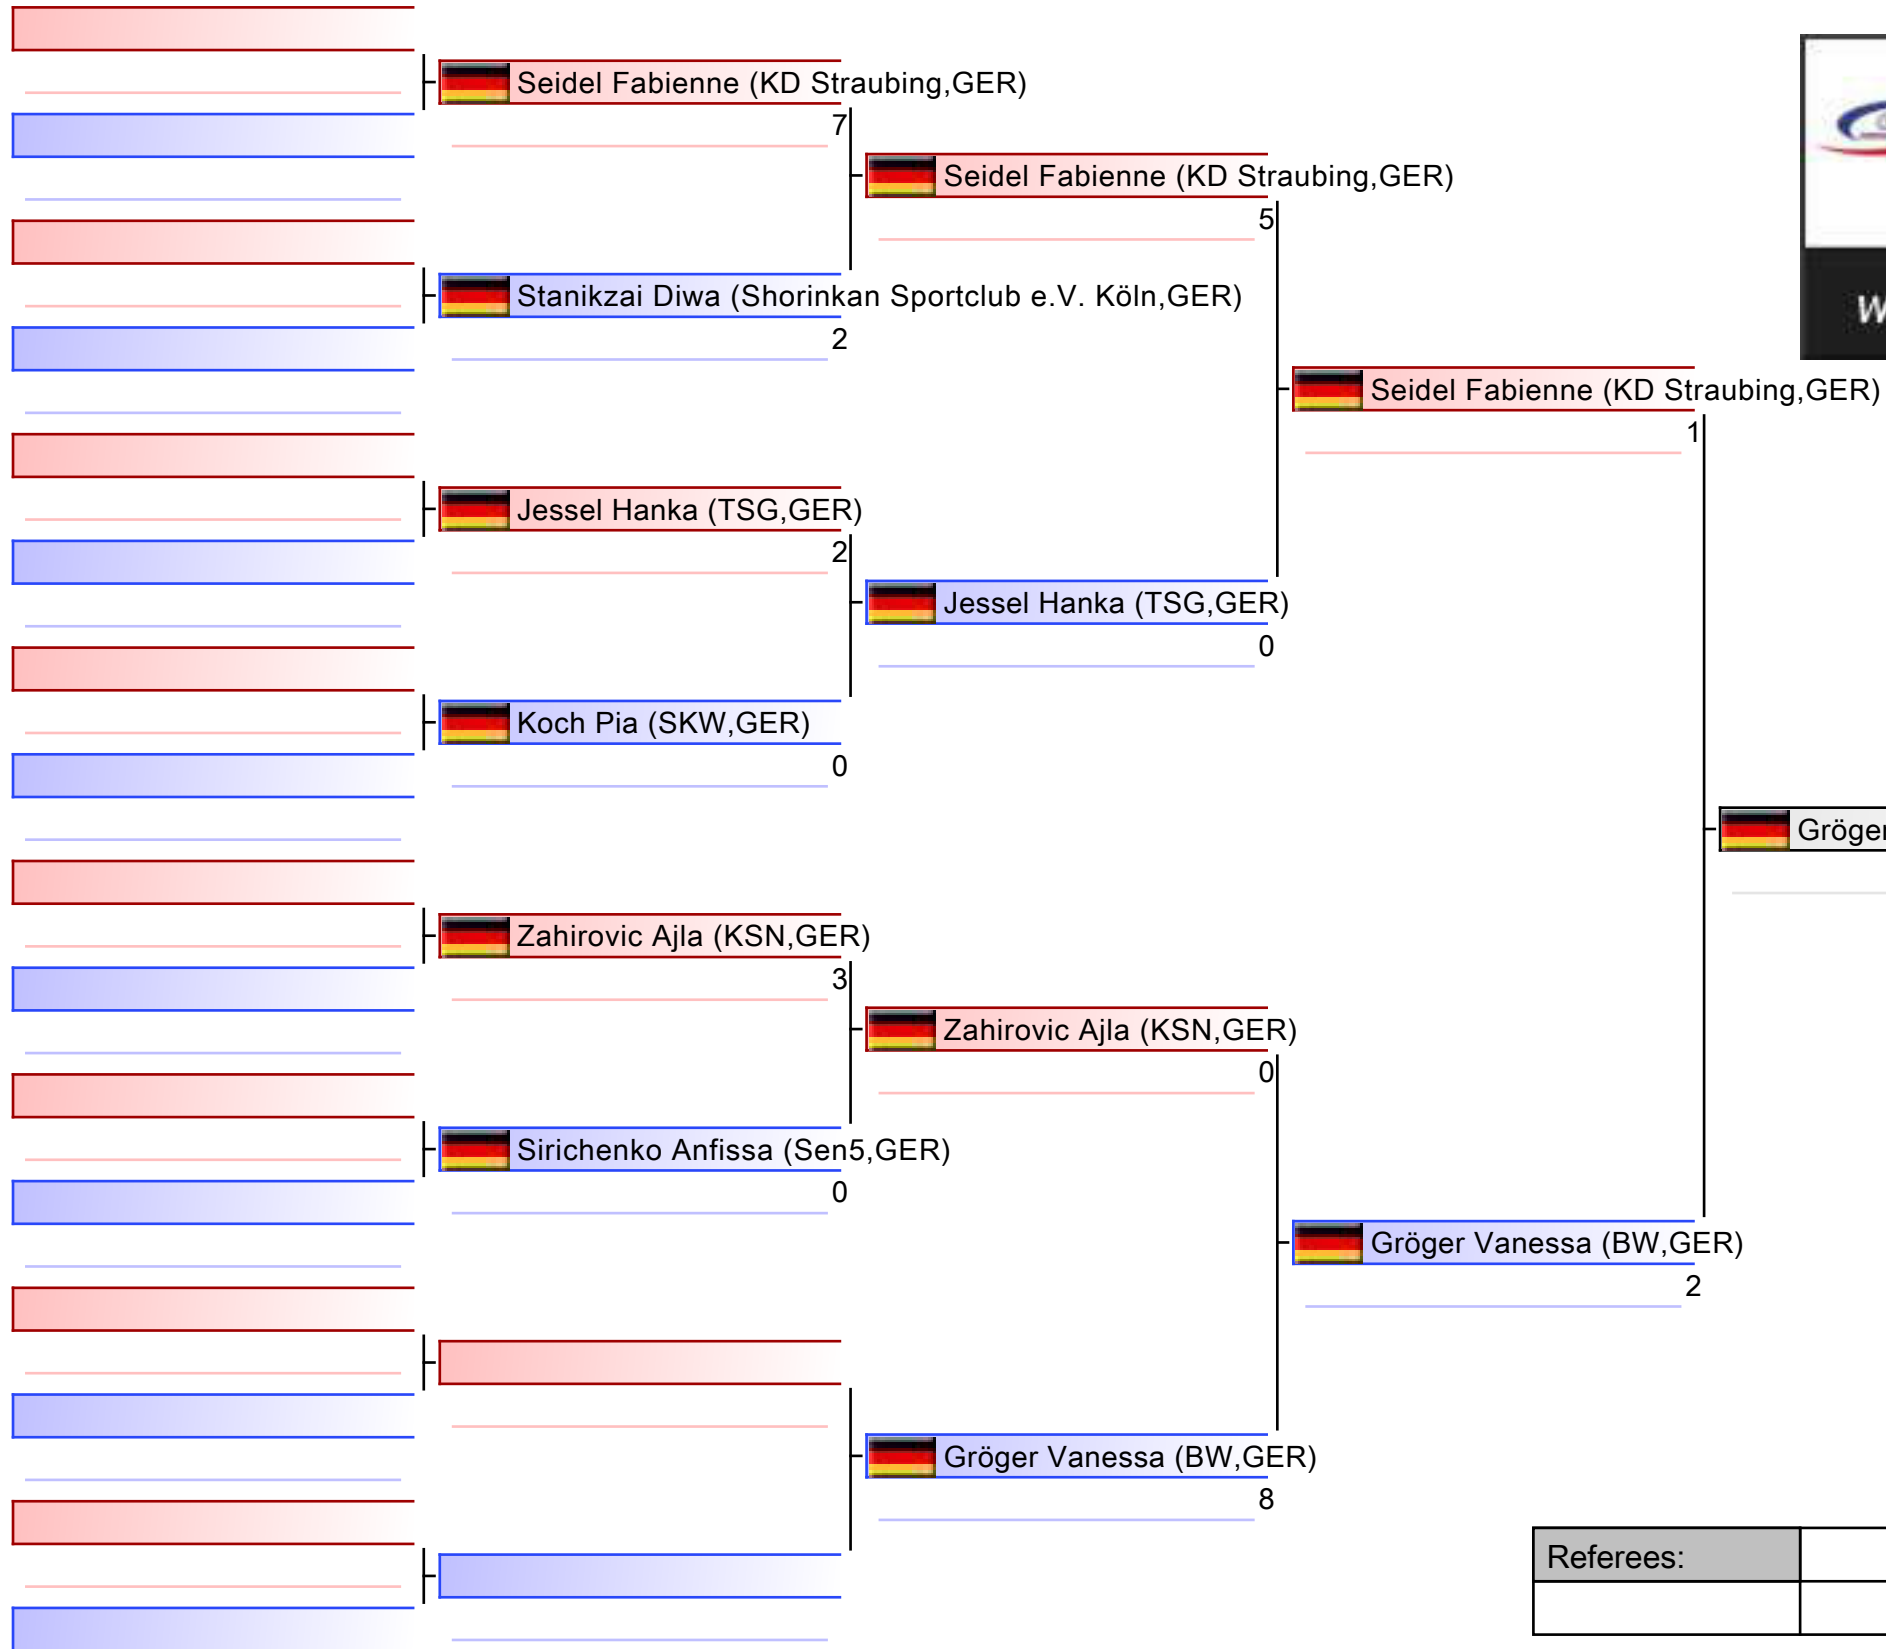 Seidel Fabienne (KD Straubing,GER)
7
Seidel Fabienne (KD Straubing,GER)
5
Stanikzai Diwa (Shorinkan Sportclub e.V. Köln,GER)
2
Seidel Fabienne (KD Straubing,GER)
1
Jessel Hanka (TSG,GER)
2
Jessel Hanka (TSG,GER)
0
Koch Pia (SKW,GER)
0
Gröger
Zahirovic Ajla (KSN,GER)
3
Zahirovic Ajla (KSN,GER)
0
Sirichenko Anfissa (Sen5,GER)
0
Gröger Vanessa (BW,GER)
2
Gröger Vanessa (BW,GER)
8
Referees: